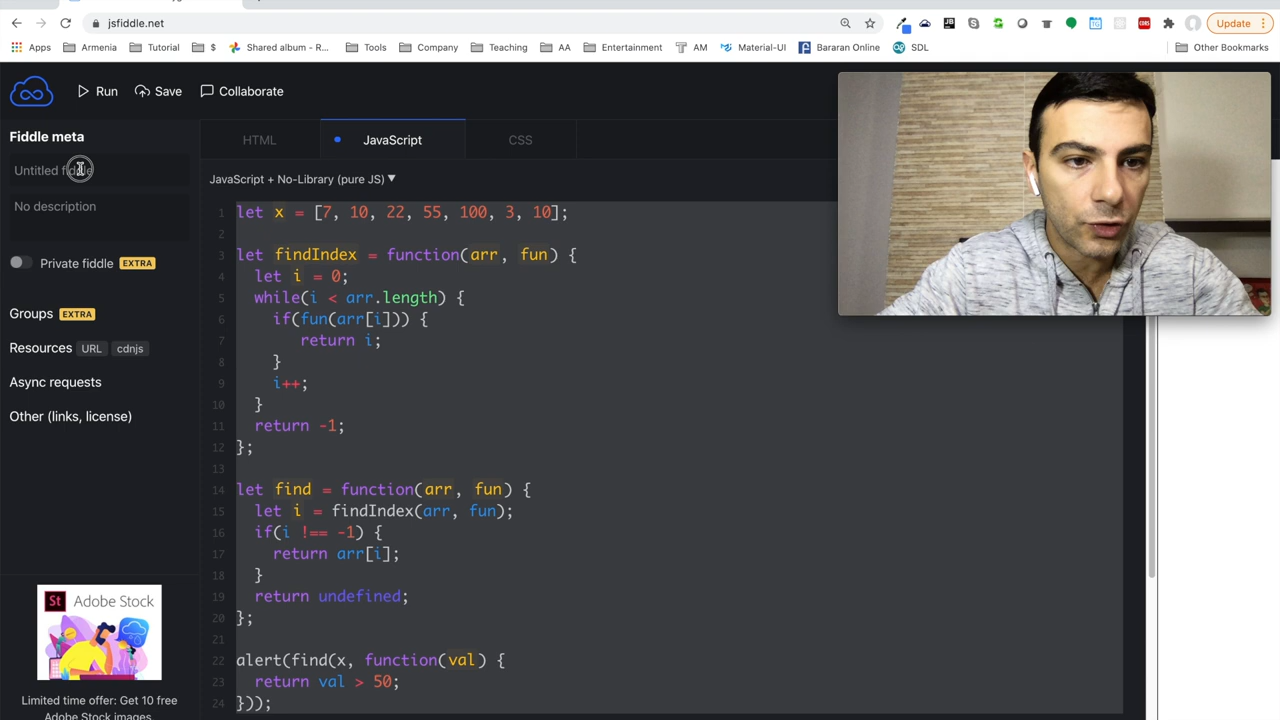 jsfiddle.net
Update
Apps Armenia Tutorial $ Shared album - R... Tools Company Teaching AA Entertainment AM Material-UI Bararan Online SDL Other Bookmarks
Run Save Collaborate
Fiddle meta
Untitled fiddle
No description
Private fiddle EXTRA
Groups EXTRA
Resources URL cdnjs
Async requests
Other (links, license)
St Adobe Stock
Limited time offer: Get 10 free
Adobe Stock images
HTML JavaScript CSS
JavaScript + No-Library (pure JS) ▼
1 let x = [7, 10, 22, 55, 100, 3, 10];
2
3 let findIndex = function(arr, fun) {
4 let i = 0;
5 while(i < arr.length) {
6 if(fun(arr[i])) {
7 return i;
8 }
9 i++;
10 }
11 return -1;
12 };
13
14 let find = function(arr, fun) {
15 let i = findIndex(arr, fun);
16 if(i !== -1) {
17 return arr[i];
18 }
19 return undefined;
20 };
21
22 alert(find(x, function(val) {
23 return val > 50;
24 }));